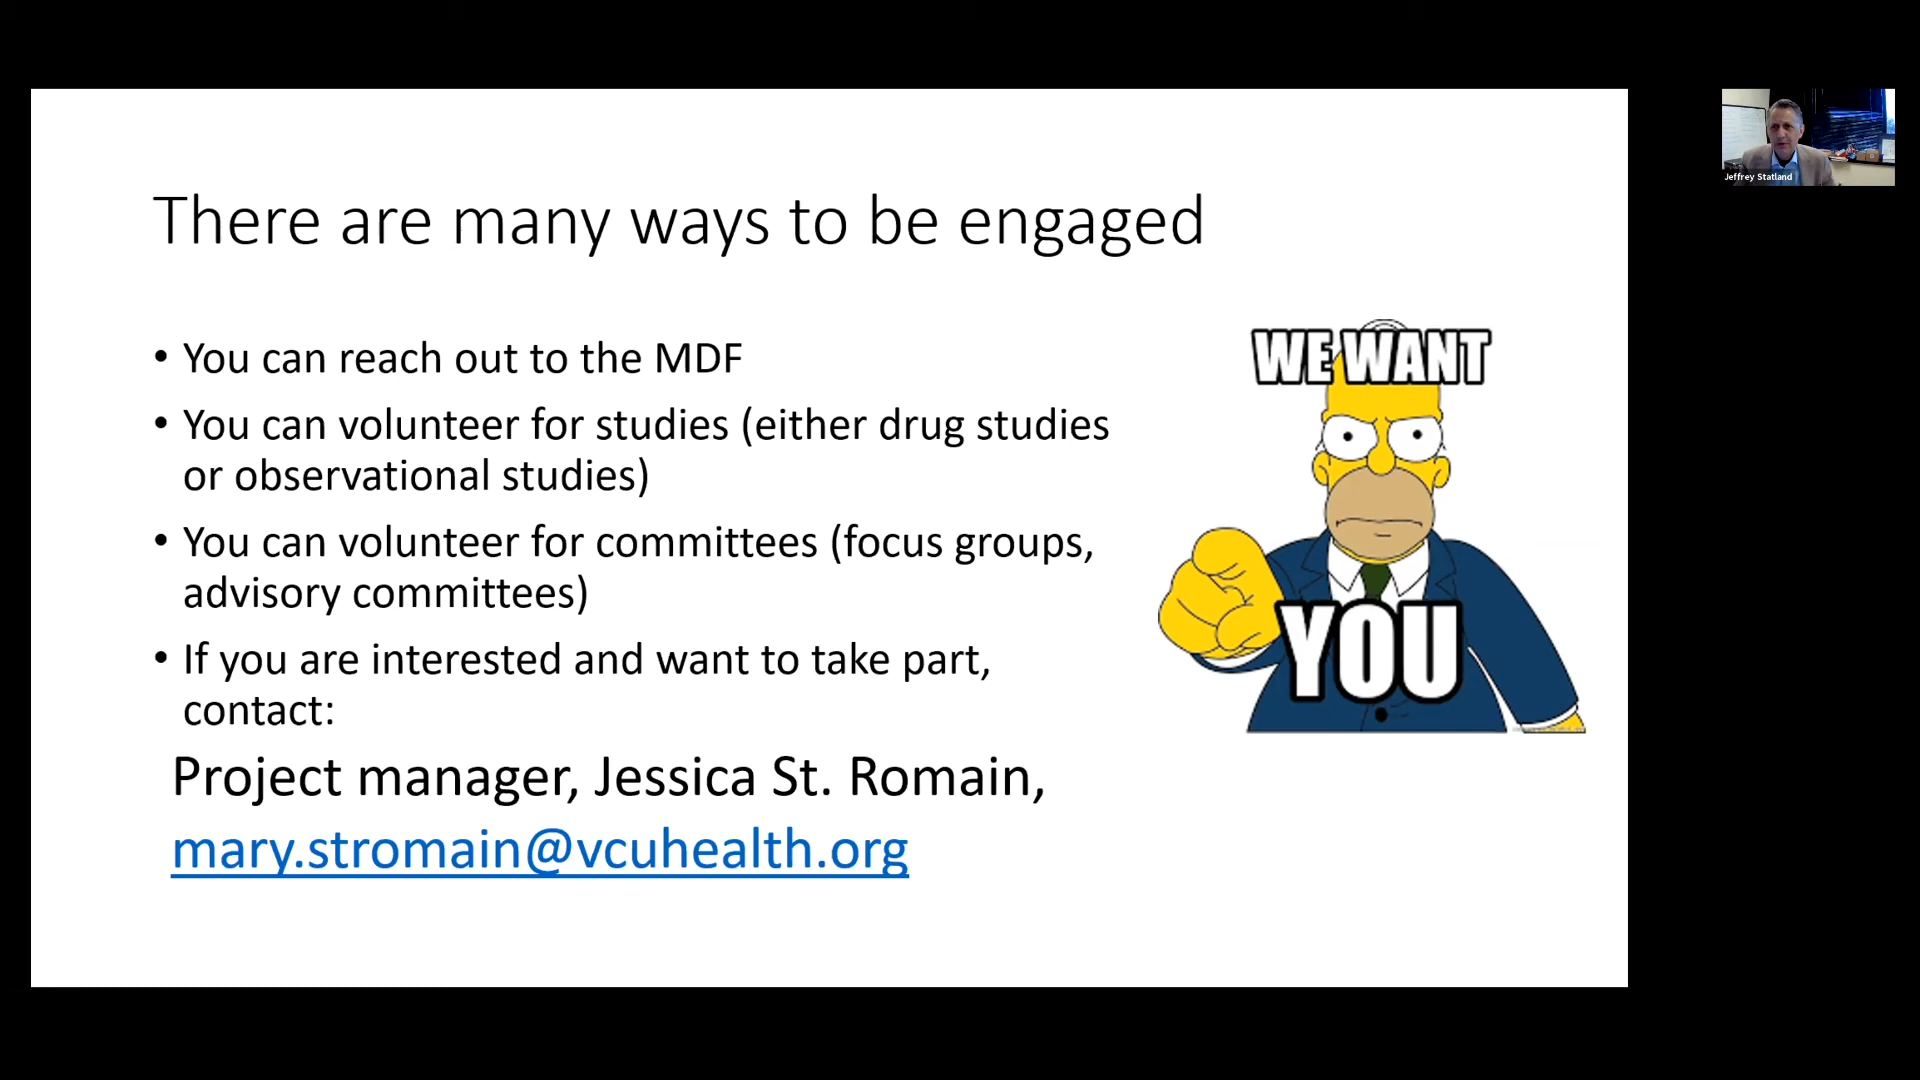 There are many ways to be engaged
• You can reach out to the MDF
• You can volunteer for studies (either drug studies
or observational studies)
• You can volunteer for committees (focus groups,
advisory committees)
• If you are interested and want to take part,
contact:
Project manager, Jessica St. Romain,
mary.stromain@vcuhealth.org
WE WANT
YOU
Jeffrey Statland